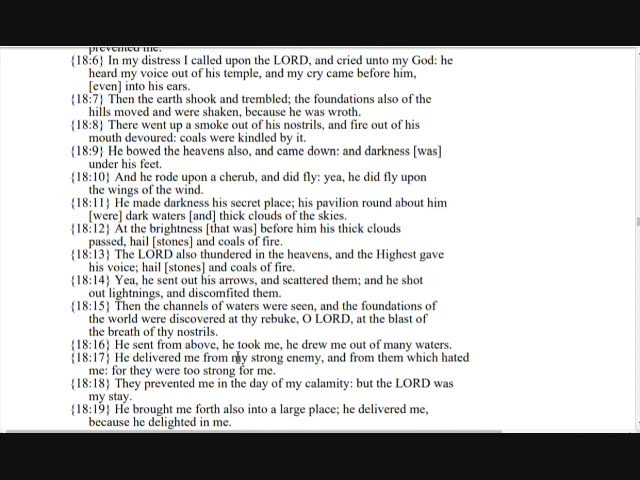 prevented me.
{18:6} In my distress I called upon the LORD, and cried unto my God: he
heard my voice out of his temple, and my cry came before him,
[even] into his ears.
{18:7} Then the earth shook and trembled; the foundations also of the
hills moved and were shaken, because he was wroth.
{18:8} There went up a smoke out of his nostrils, and fire out of his
mouth devoured: coals were kindled by it.
{18:9} He bowed the heavens also, and came down: and darkness [was]
under his feet.
{18:10} And he rode upon a cherub, and did fly: yea, he did fly upon
the wings of the wind.
{18:11} He made darkness his secret place; his pavilion round about him
[were] dark waters [and] thick clouds of the skies.
{18:12} At the brightness [that was] before him his thick clouds
passed, hail [stones] and coals of fire.
{18:13} The LORD also thundered in the heavens, and the Highest gave
his voice; hail [stones] and coals of fire.
{18:14} Yea, he sent out his arrows, and scattered them; and he shot
out lightnings, and discomfited them.
{18:15} Then the channels of waters were seen, and the foundations of
the world were discovered at thy rebuke, O LORD, at the blast of
the breath of thy nostrils.
{18:16} He sent from above, he took me, he drew me out of many waters.
{18:17} He delivered me from my strong enemy, and from them which hated
me: for they were too strong for me.
{18:18} They prevented me in the day of my calamity: but the LORD was
my stay.
{18:19} He brought me forth also into a large place; he delivered me,
because he delighted in me.